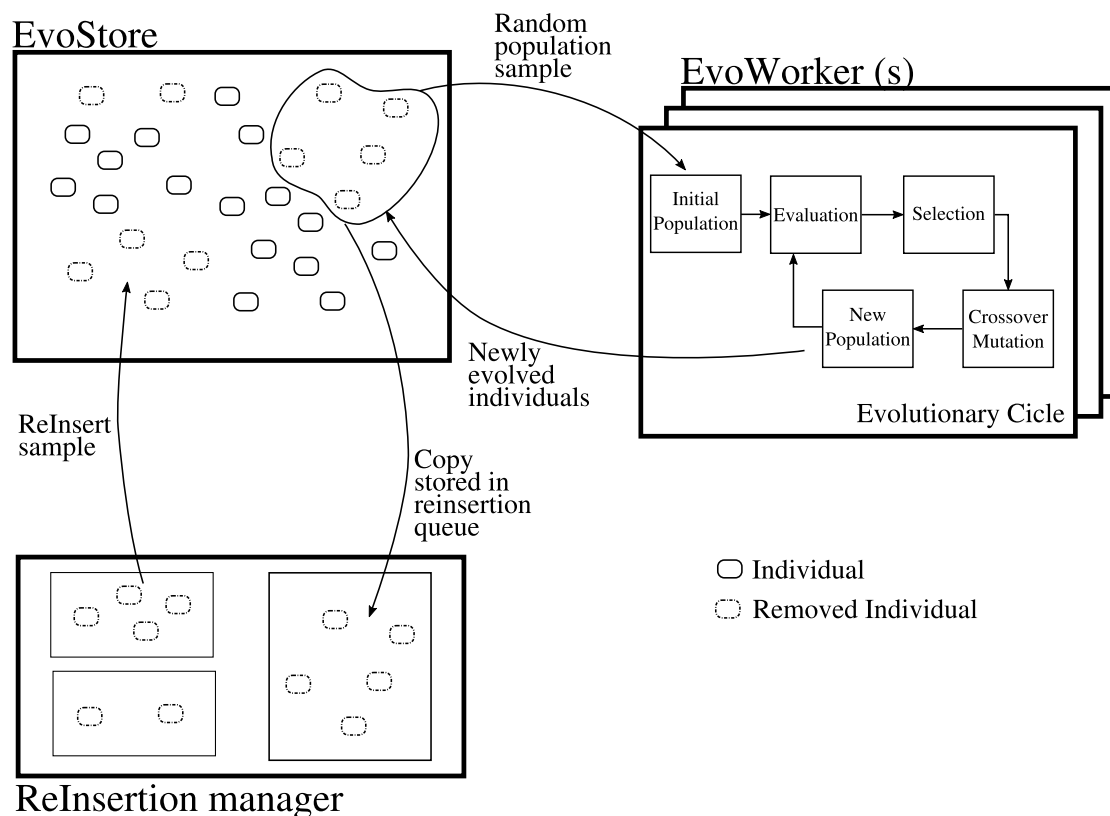 EvoStore
Random
population
sample
EvoWorker (s)
Initial
Population
Evaluation
Selection
New
Population
Crossover
Mutation
Evolutionary Cicle
Newly
evolved
individuals
ReInsert
sample
Copy
stored in
reinsertion
queue
Individual
Removed Individual
ReInsertion manager